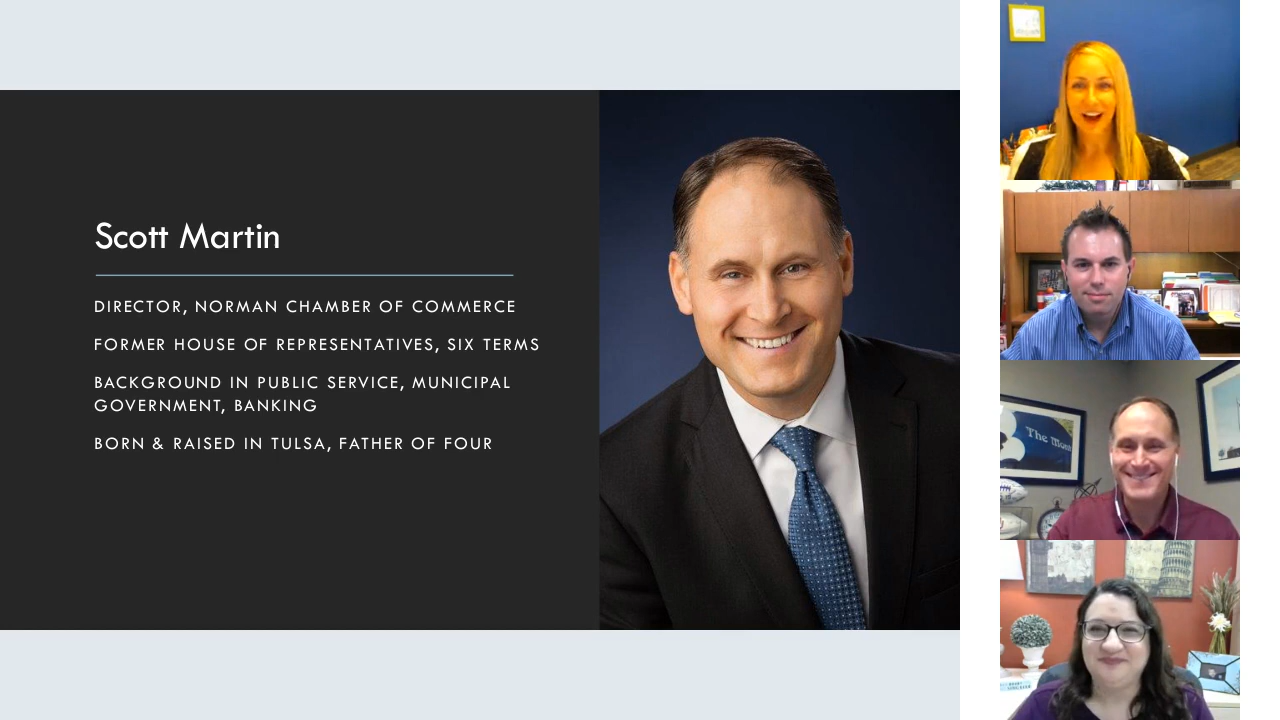 Scott Martin
DIRECTOR, NORMAN CHAMBER OF COMMERCE
FORMER HOUSE OF REPRESENTATIVES, SIX TERMS
BACKGROUND IN PUBLIC SERVICE, MUNICIPAL
GOVERNMENT, BANKING
BORN & RAISED IN TULSA, FATHER OF FOUR
The Mont